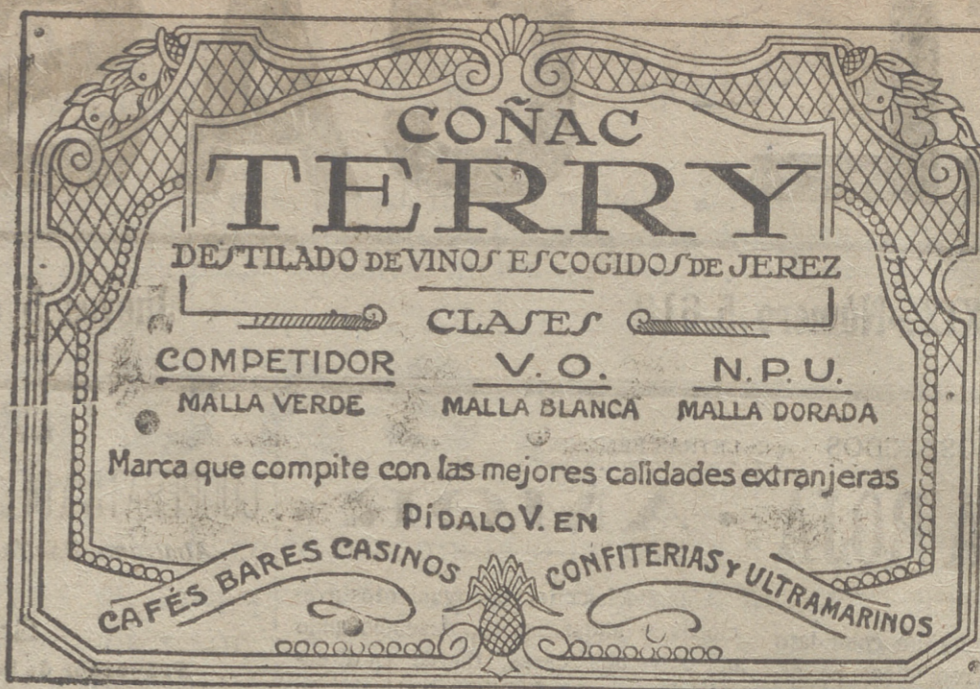 COÑAC
TERRY
DESTILADO DE VINOS ESCOGIDOS DE JEREZ
CLASES
COMPETIDOR V. O. N. P. U.
MALLA VERDE MALLA BLANCA MALLA DORADA
Marca que compite con las mejores calidades extranjeras
PÍDALO V. EN
CAFÉS BARES CASINOS CONFITERIAS Y ULTRAMARINOS